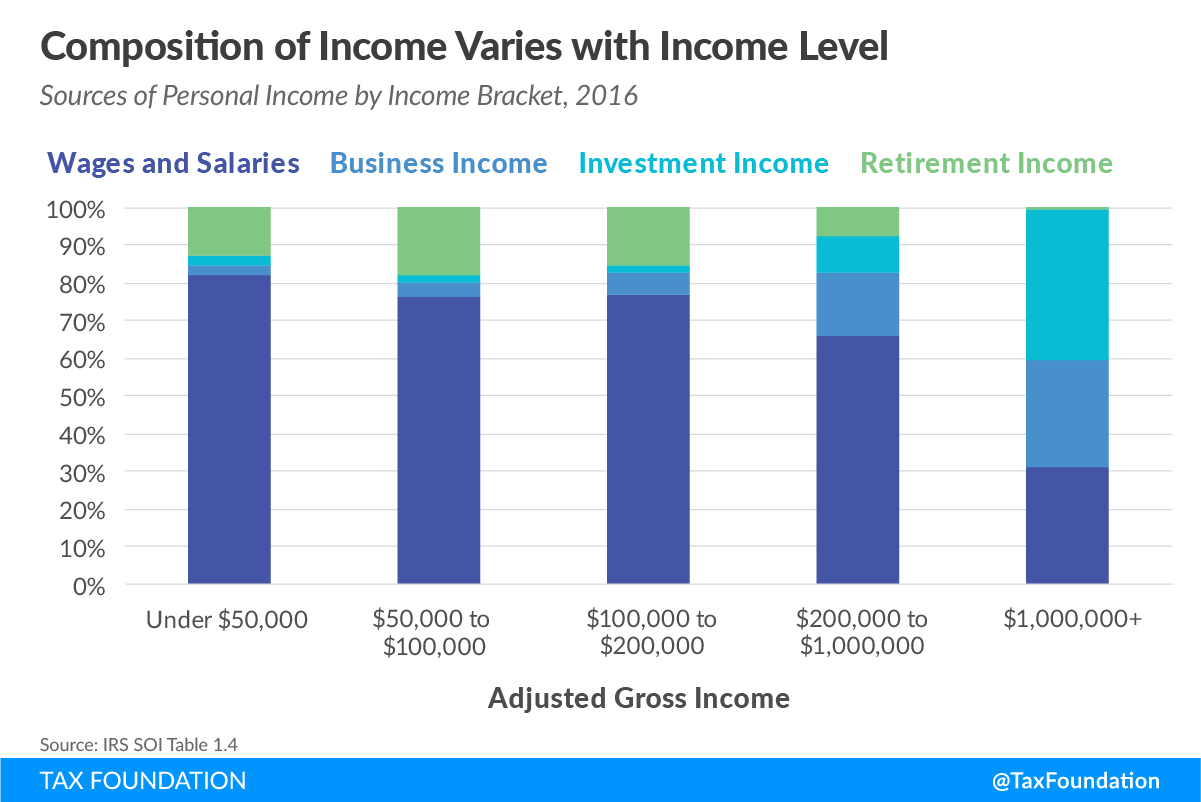 Composition of Income Varies with Income Level
Sources of Personal Income by Income Bracket, 2016
Wages and Salaries Business Income Investment Income Retirement Income
100%
90%
80%
70%
60%
50%
40%
30%
20%
10%
0%
Under $50,000 $50,000 to $100,000 to $200,000 to $1,000,000+
$100,000 $200,000 $1,000,000
Adjusted Gross Income
Source: IRS SOI Table 1.4
TAX FOUNDATION @TaxFoundation